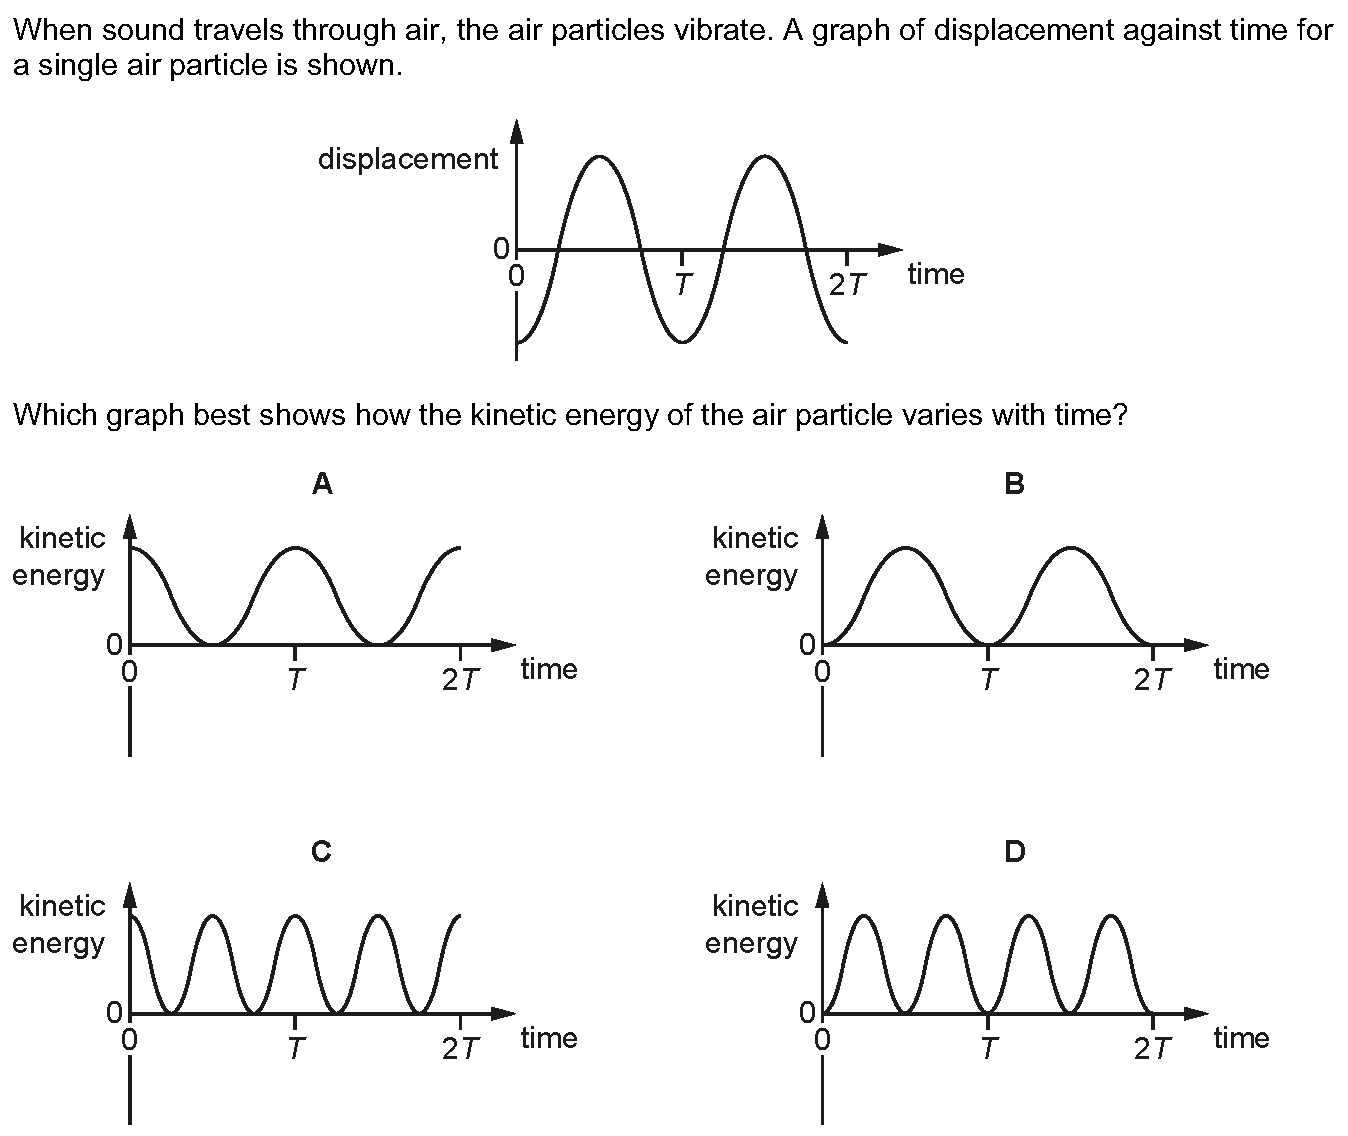 When sound travels through air, the air particles vibrate. A graph of displacement against time for
a single air particle is shown.
displacement
0
0
T
2T
time
Which graph best shows how the kinetic energy of the air particle varies with time?
A
kinetic
energy
0
0
T
2T
time
B
kinetic
energy
0
0
T
2T
time
C
kinetic
energy
0
0
T
2T
time
D
kinetic
energy
0
0
T
2T
time